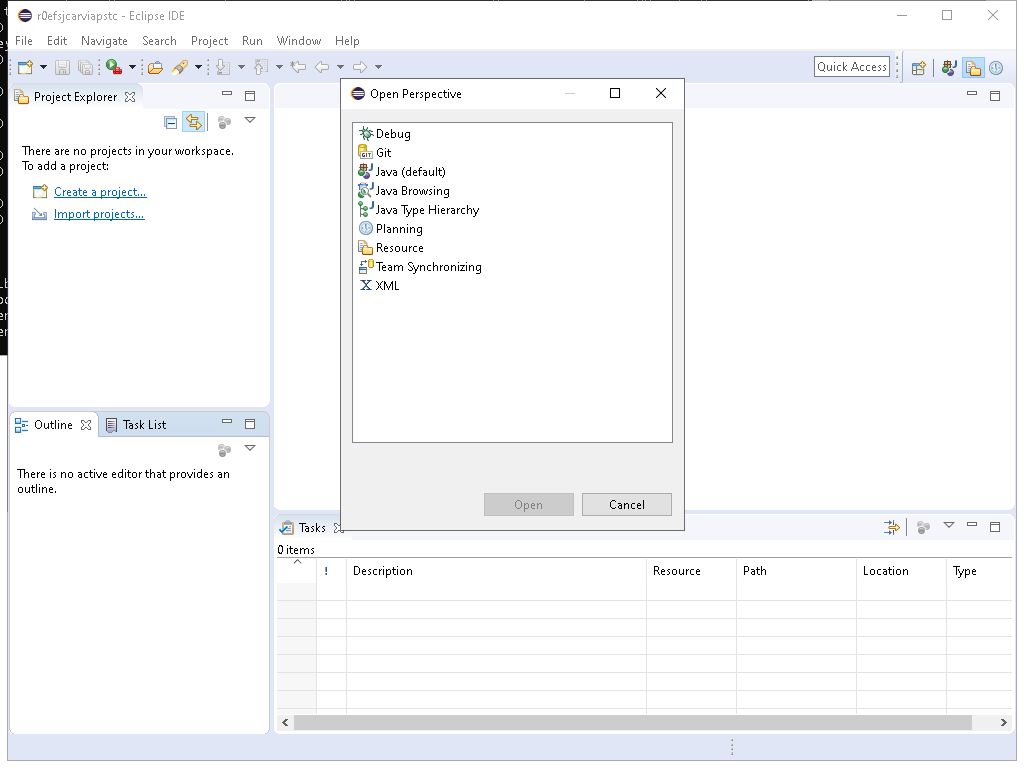 r0efsjcarviapstc - Eclipse IDE
File Edit Navigate Search Project Run Window Help
Quick Access
Project Explorer
There are no projects in your workspace.
To add a project:
Create a project...
Import projects...
Open Perspective
Debug
Git
Java (default)
Java Browsing
Java Type Hierarchy
Planning
Resource
Team Synchronizing
XML
Open Cancel
Outline Task List
There is no active editor that provides an
outline.
Tasks
0 items
! Description Resource Path Location Type